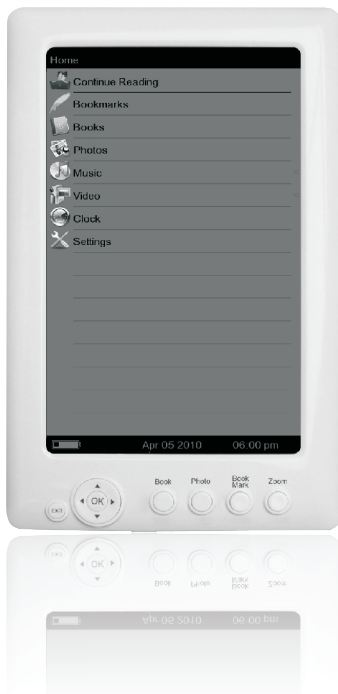 Home
Continue Reading
Bookmarks
Books
Photos
Music
Video
Clock
Settings
Apr 05 2010 06:00 pm
Book Photo Book Mark Zoom
EXIT OK